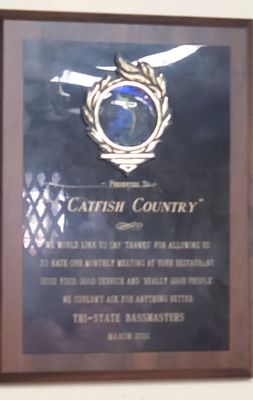 - Presented To -
"Catfish Country"
WE WOULD LIKE TO SAY 'THANKS' FOR ALLOWING US
TO HAVE OUR MONTHLY MEETING AT YOUR RESTAURANT
GOOD FOOD, GOOD SERVICE AND 'REALLY GOOD PEOPLE'
WE COULDN'T ASK FOR ANYTHING BETTER
TRI-STATE BASSMASTERS
MARCH